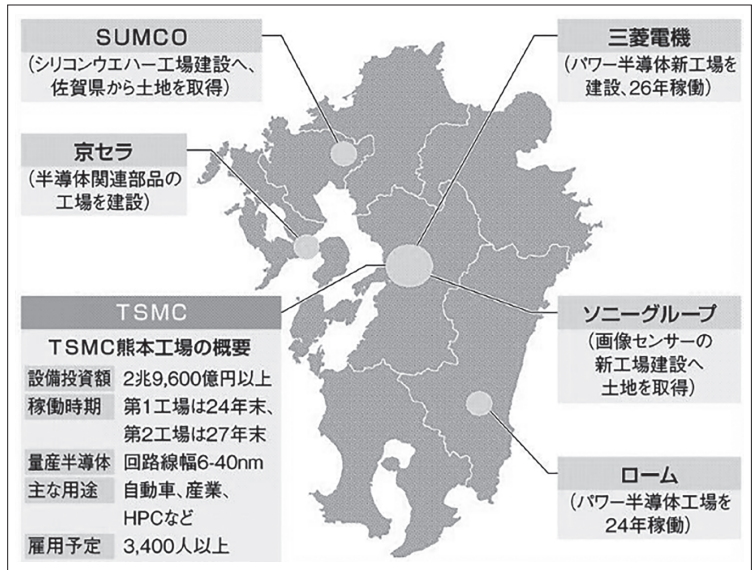 SUMCO
(シリコンウエハー工場建設へ、
佐賀県から土地を取得)
京セラ
(半導体関連部品の
工場を建設)
三菱電機
(パワー半導体新工場を
建設、26年稼働)
TSMC
TSMC熊本工場の概要
設備投資額 2兆9,600億円以上
稼働時期 第1工場は24年末、
第2工場は27年末
量産半導体 回路線幅6-40nm
主な用途 自動車、産業、
HPCなど
雇用予定 3,400人以上
ソニーグループ
(画像センサーの
新工場建設へ
土地を取得)
ローム
(パワー半導体工場を
24年稼働)